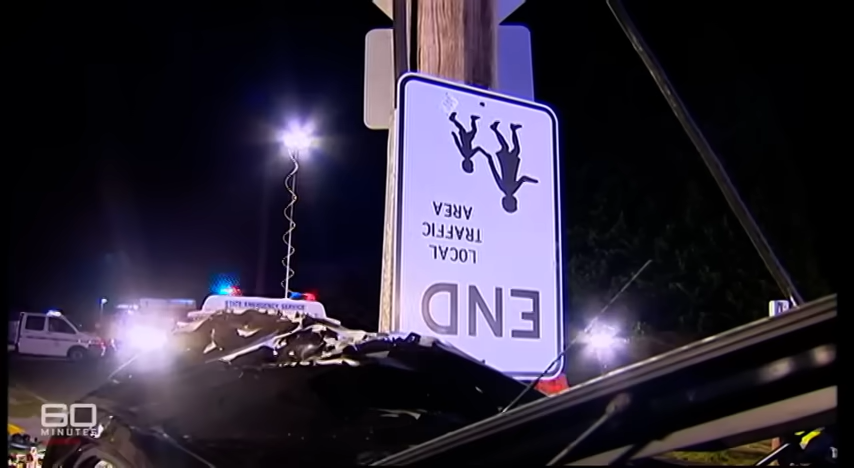 END
LOCAL
TRAFFIC
AREA
STATE EMERGENCY SERVICE
60
MINUTES